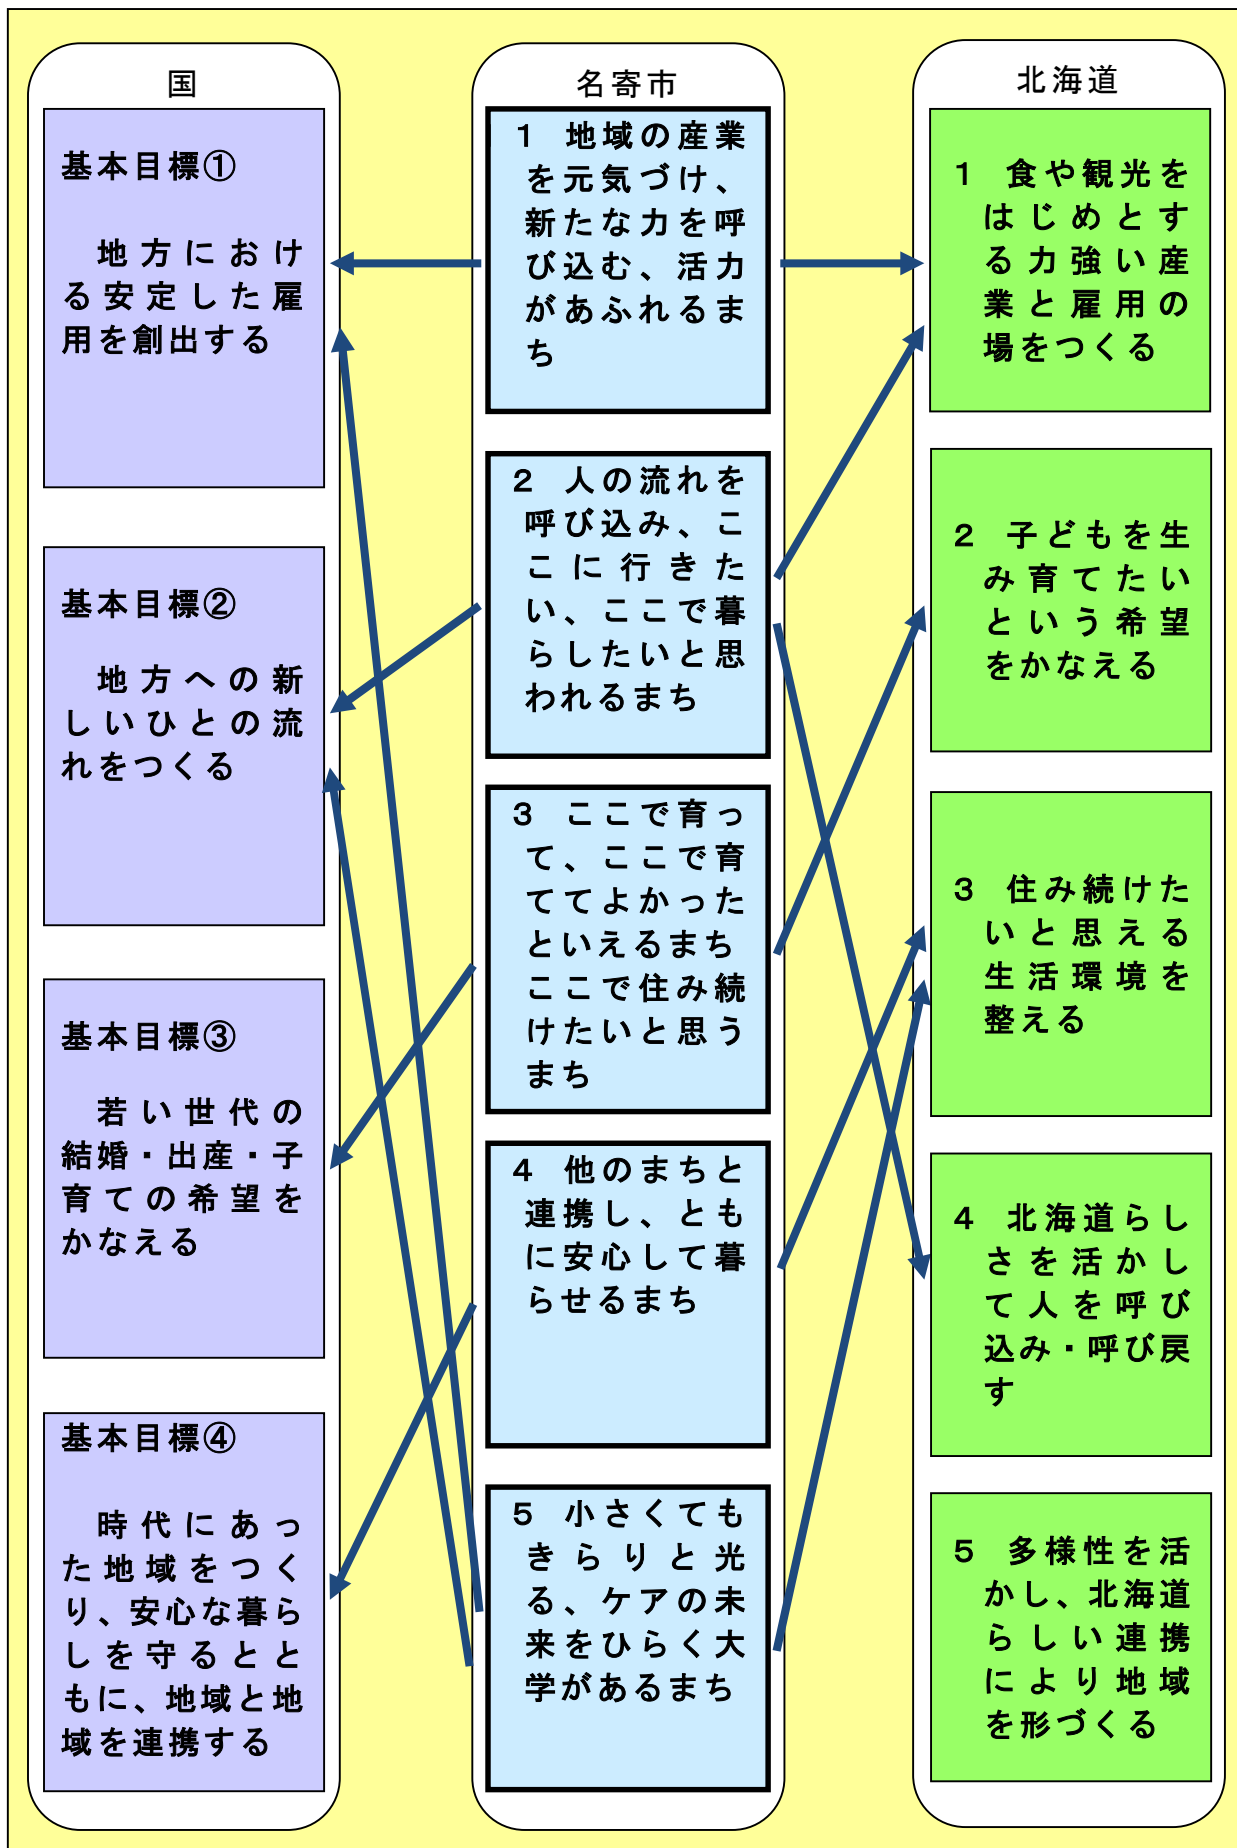 国
基本目標①
地方におけ
る安定した雇
用を創出する
基本目標②
地方への新
しいひとの流
れをつくる
基本目標③
若い世代の
結婚・出産・子
育ての希望を
かなえる
基本目標④
時代にあっ
た地域をつく
り、安心な暮ら
しを守るとと
もに、地域と地
域を連携する
名寄市
1 地域の産業
を元気づけ、
新たな力を呼
び込む、活力
があふれるま
ち
2 人の流れを
呼び込み、こ
こに行きた
い、ここで暮
らしたいと思
われるまち
3 ここで育っ
て、ここで育
ててよかった
といえるまち
ここで住み続
けたいと思う
まち
4 他のまちと
連携し、とも
に安心して暮
らせるまち
5 小さくても
きらりと光
る、ケアの未
来をひらく大
学があるまち
北海道
1 食や観光を
はじめとす
る力強い産
業と雇用の
場をつくる
2 子どもを生
み育てたい
という希望
をかなえる
3 住み続けた
いと思える
生活環境を
整える
4 北海道らし
さを活かし
て人を呼び
込み・呼び戻
す
5 多様性を活
かし、北海道
らしい連携
により地域
を形づくる